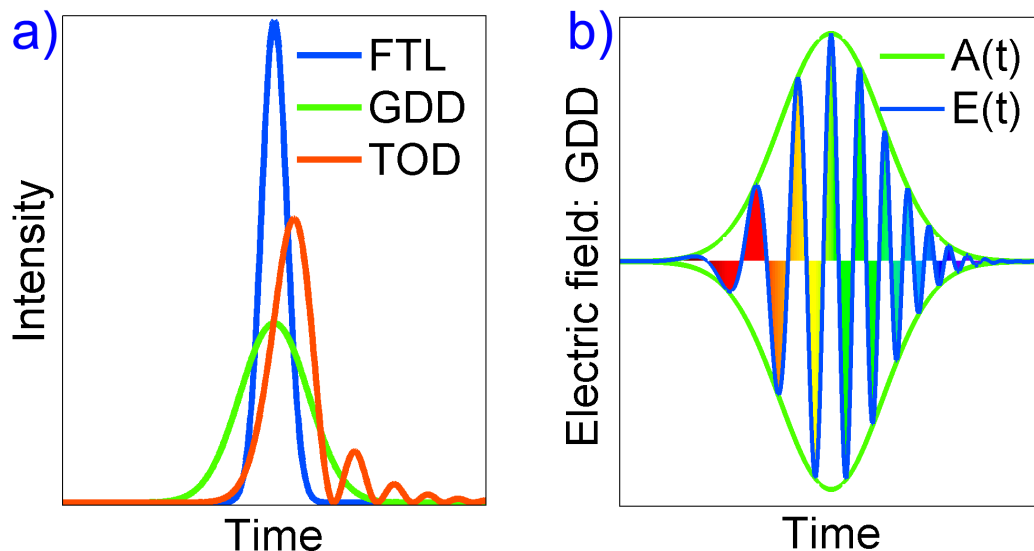 a)
FTL
GDD
TOD
Intensity
Time
b)
A(t)
E(t)
Electric field: GDD
Time